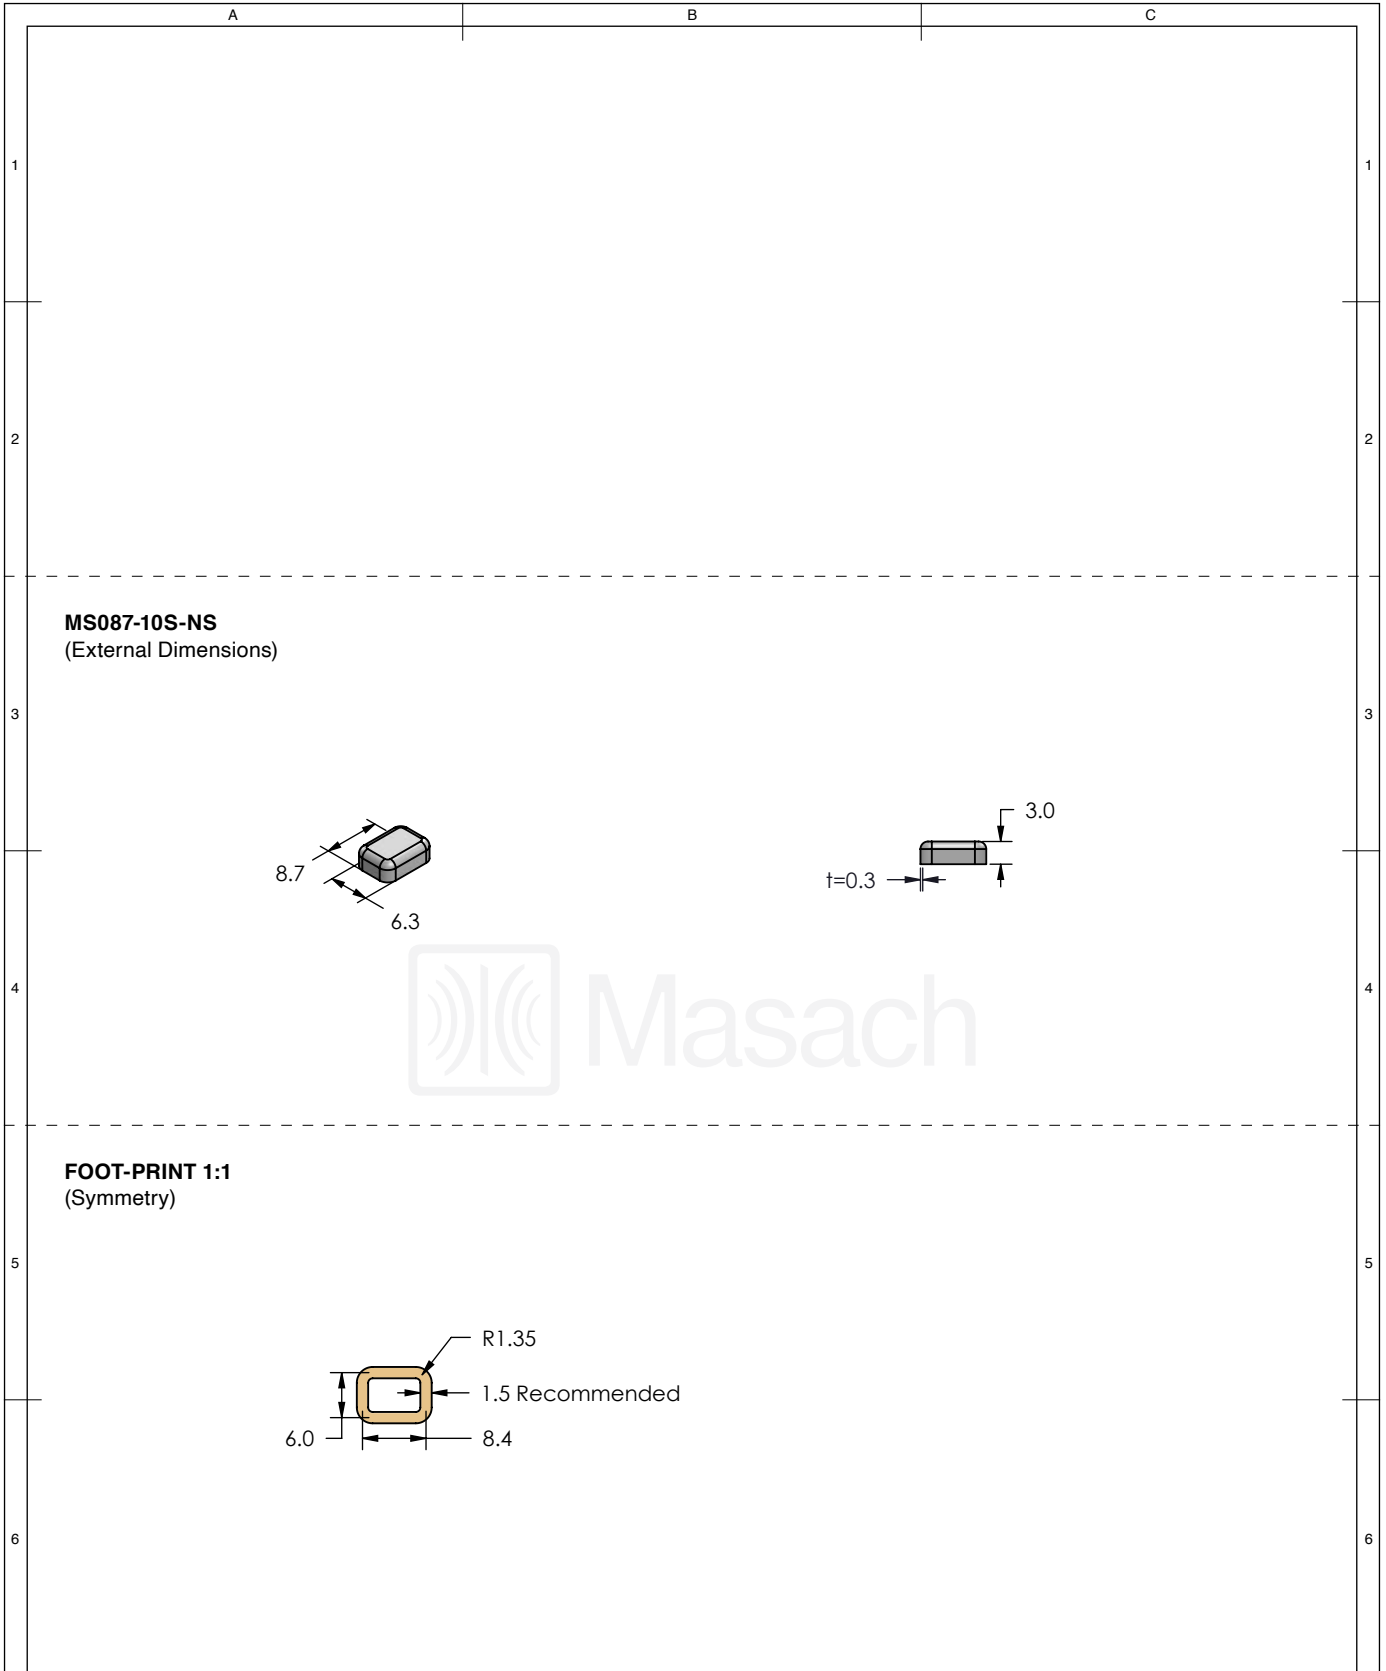 A B C
1 1
2 2
MS087-10S-NS
(External Dimensions)
3 3
3.0
8.7
t=0.3
6.3
Masach
4 4
FOOT-PRINT 1:1
(Symmetry)
5 5
R1.35
1.5 Recommended
6.0
8.4
6 6